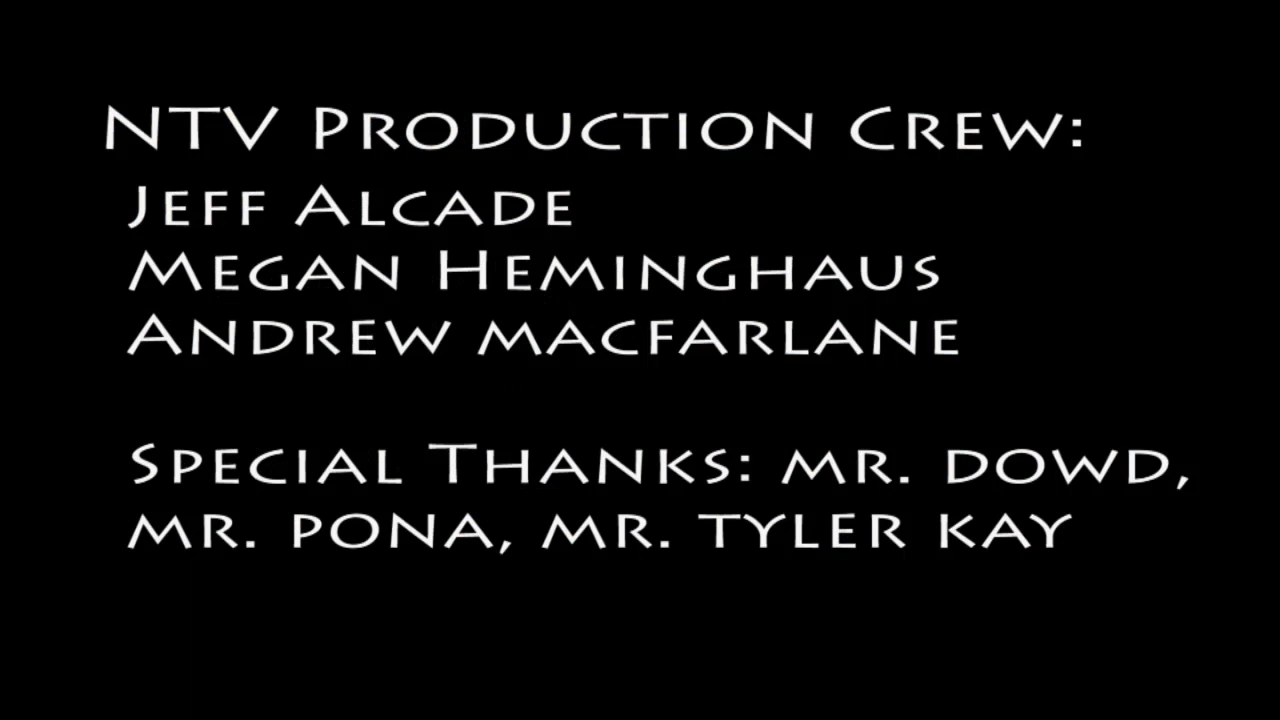 NTV Production Crew:
Jeff Alcade
Megan Heminghaus
Andrew macfarlane
Special Thanks: mr. dowd,
mr. pona, mr. tyler kay